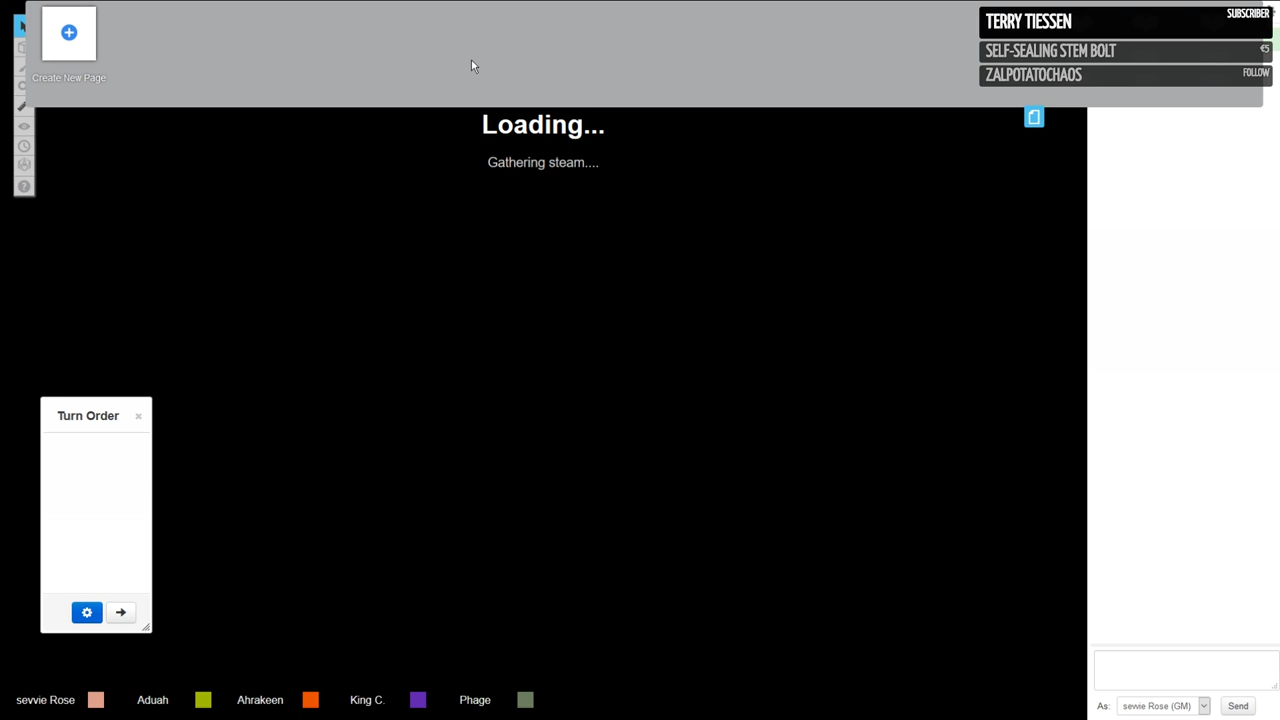 Create New Page
TERRY TIESSEN
SUBSCRIBER
SELF-SEALING STEM BOLT
€5
ZALPOTATOCHAOS
FOLLOW
Loading...
Gathering steam....
Turn Order
sevvie Rose
Aduah
Ahrakeen
King C.
Phage
As:
sevvie Rose (GM)
Send